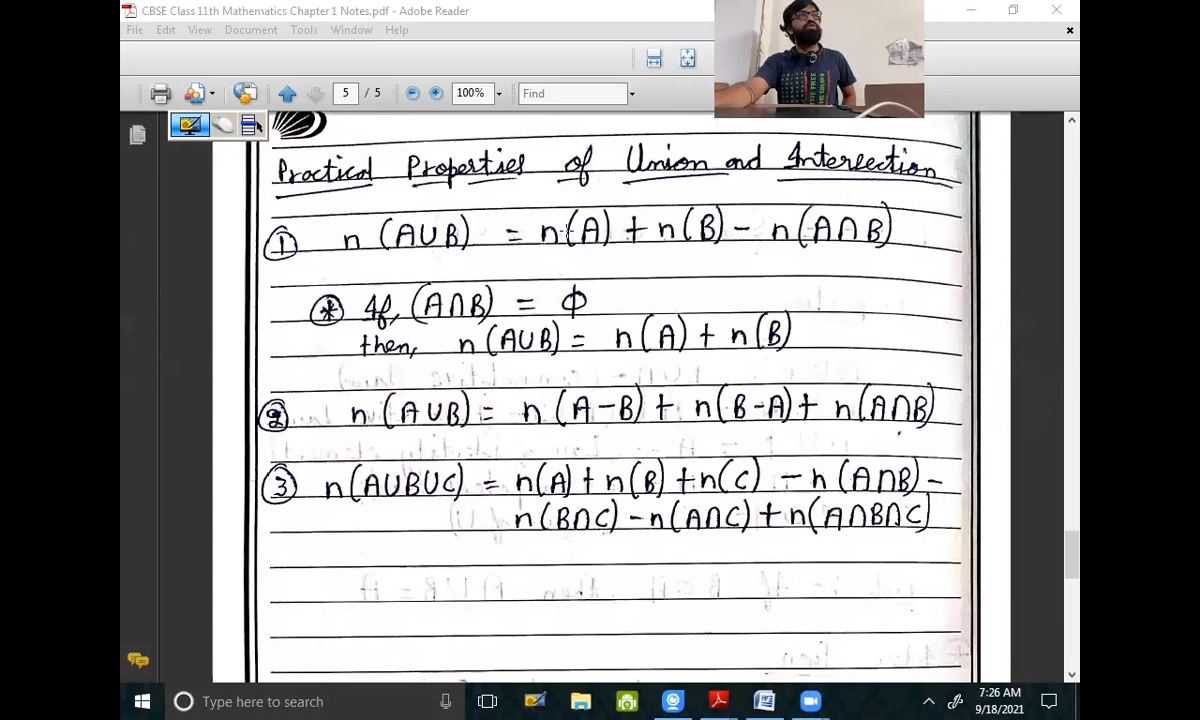 CBSE Class 11th Mathematics Chapter 1 Notes.pdf - Adobe Reader
File Edit View Document Tools Window Help
5 / 5 100% Find
Practical Properties of Union and Intersection
① n (A∪B) = n(A) + n(B) - n(A∩B)
* If, (A∩B) = ϕ
then, n (A∪B) = n(A) + n(B)
② n (A∪B) = n (A-B) + n(B-A) + n(A∩B)
③ n(A∪B∪C) = n(A) + n(B) + n(C) - n(A∩B) -
n(B∩C) - n(A∩C) + n(A∩B∩C)
Type here to search
7:26 AM
9/18/2021